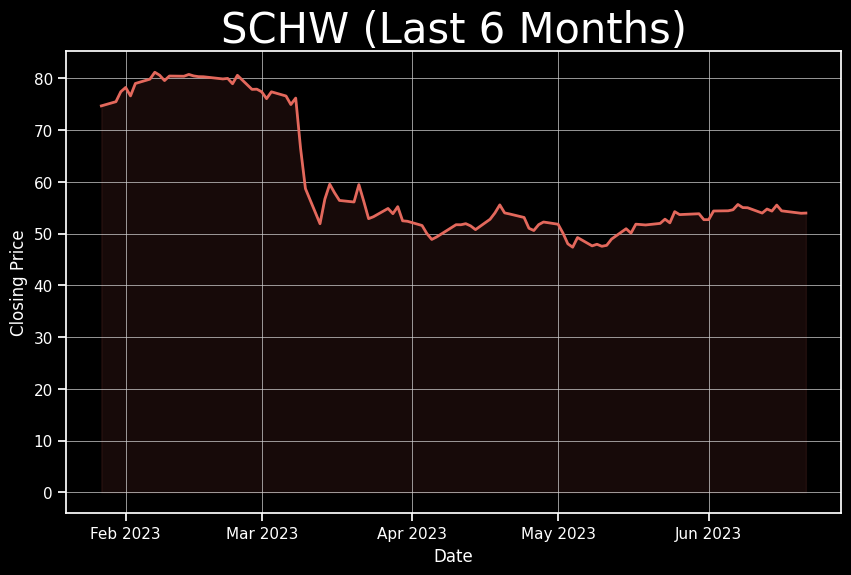 SCHW (Last 6 Months)
80
70
60
50
40
30
20
10
0
Closing Price
Feb 2023
Mar 2023
Apr 2023
May 2023
Jun 2023
Date